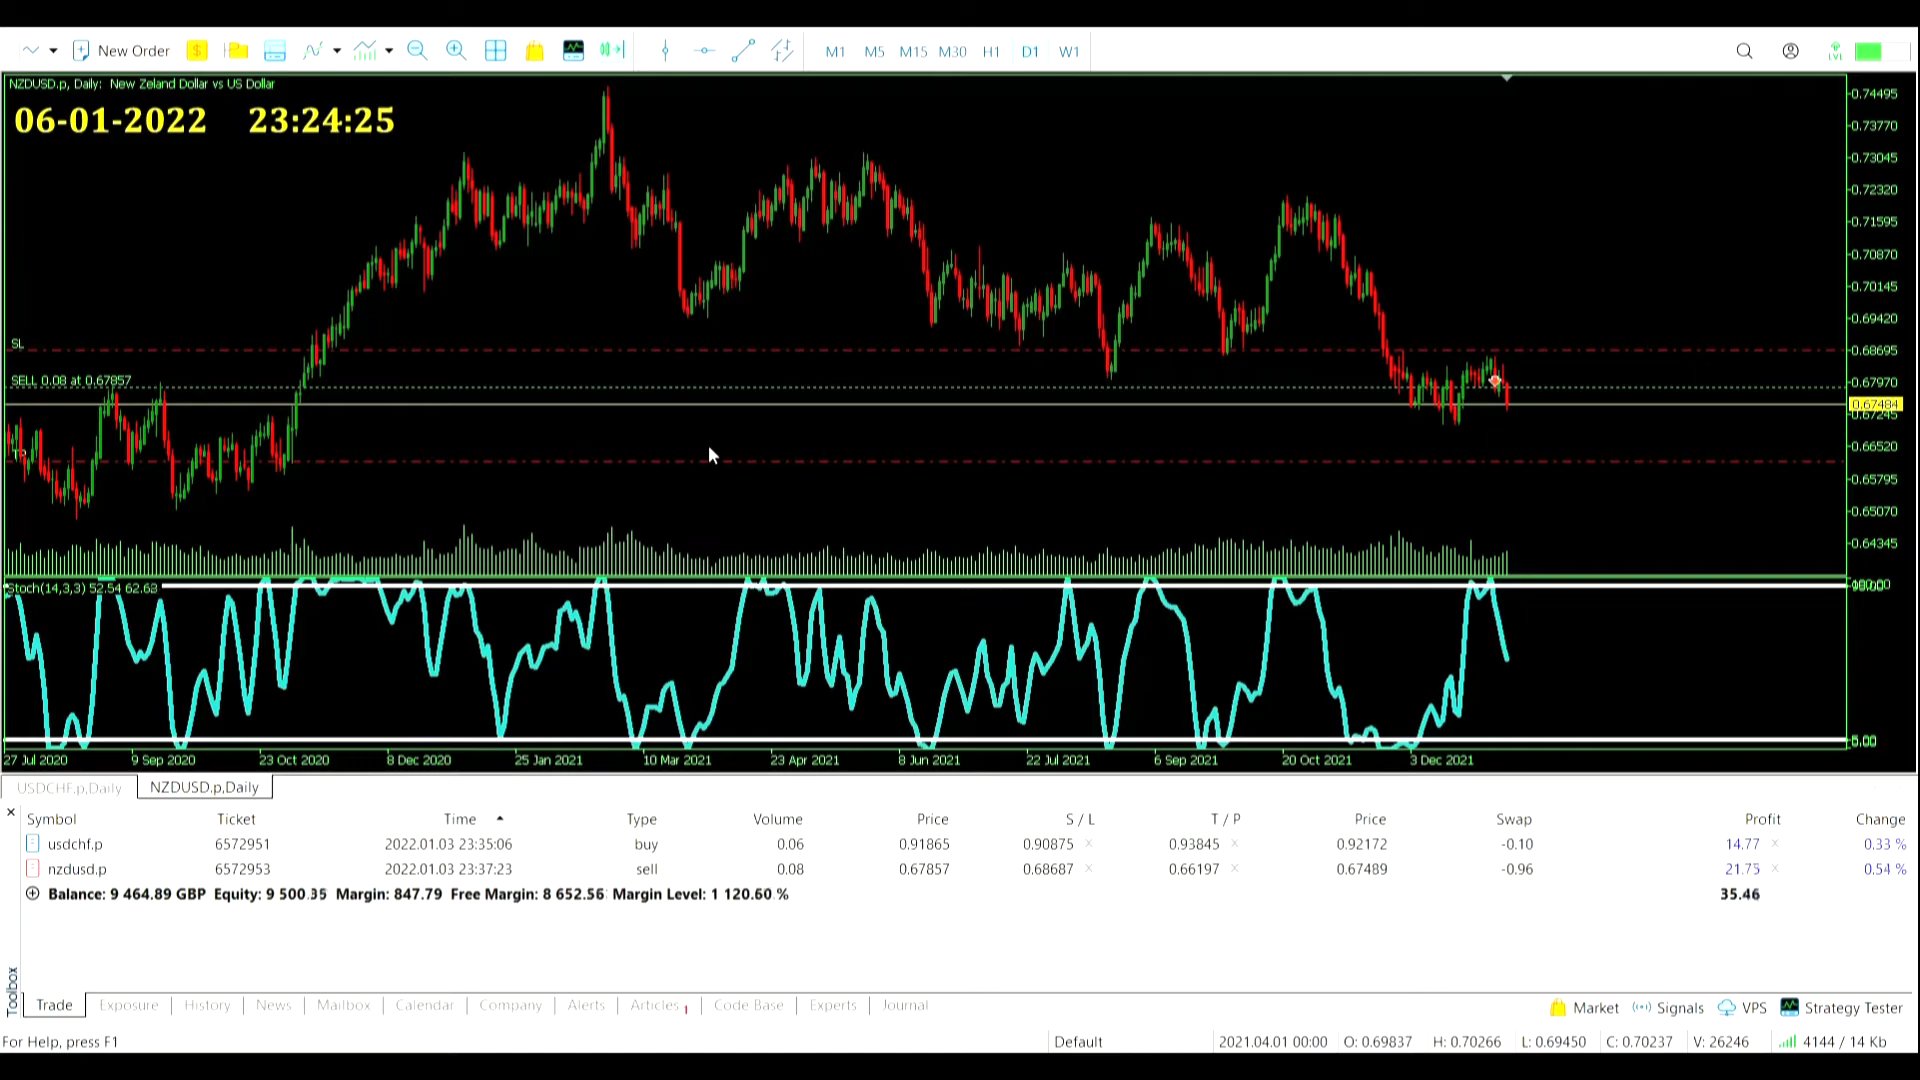 New Order M1 M5 M15 M30 H1 D1 W1 LVL
NZDUSD.p, Daily: New Zeland Dollar vs US Dollar
06-01-2022 23:24:25
0.74495
0.73770
0.73045
0.72320
0.71595
0.70870
0.70145
0.69420
SL
0.68695
SELL 0.08 at 0.67857
0.67970
0.67484
0.67245
0.66520
TP
0.65795
0.65070
0.64345
Stoch(14,3,3) 52.54 62.68
5.00
27 Jul 2020 9 Sep 2020 23 Oct 2020 8 Dec 2020 25 Jan 2021 10 Mar 2021 23 Apr 2021 8 Jun 2021 22 Jul 2021 6 Sep 2021 20 Oct 2021 3 Dec 2021
USDCHF.p,Daily NZDUSD.p,Daily
Symbol Ticket Time Type Volume Price S / L T / P Price Swap Profit Change
usdchf.p 6572951 2022.01.03 23:35:06 buy 0.06 0.91865 0.90875 0.93845 0.92172 -0.10 14.77 0.33 %
nzdusd.p 6572953 2022.01.03 23:37:23 sell 0.08 0.67857 0.68687 0.66197 0.67489 -0.96 21.75 0.54 %
Balance: 9 464.89 GBP Equity: 9 500.35 Margin: 847.79 Free Margin: 8 652.56 Margin Level: 1 120.60 % 35.46
Toolbox
Trade Exposure History News Mailbox Calendar Company Alerts Articles 1 Code Base Experts Journal Market Signals VPS Strategy Tester
For Help, press F1 Default 2021.04.01 00:00 O: 0.69837 H: 0.70266 L: 0.69450 C: 0.70237 V: 26246 4144 / 14 Kb